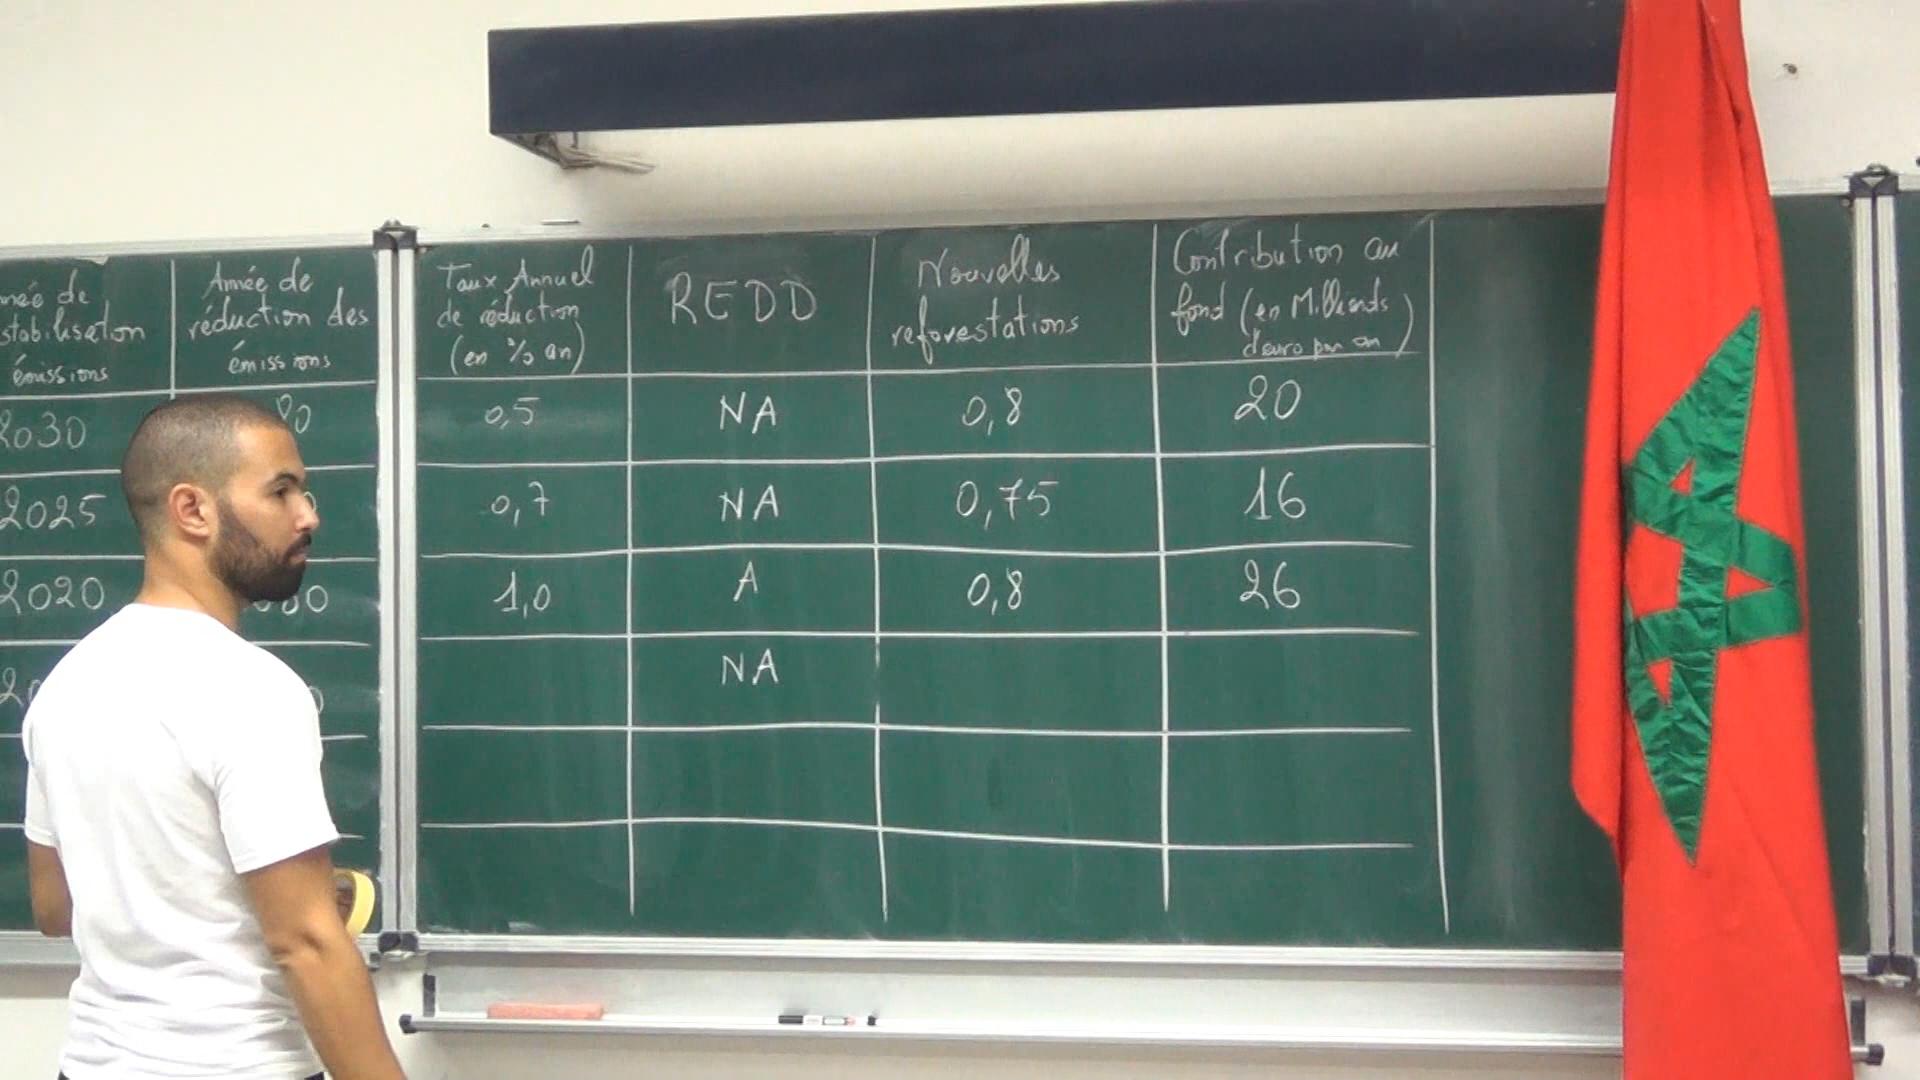 de
stabilisation
émissions
Année de
réduction des
émissions
Taux Annuel
de réduction
(en % an)
REDD
Nouvelles
reforestations
Contribution au
fond (en Milliards
d'euro par an)
2030
0,5
NA
0,8
20
2025
0,7
NA
0,75
16
2020
1,0
A
0,8
26
NA